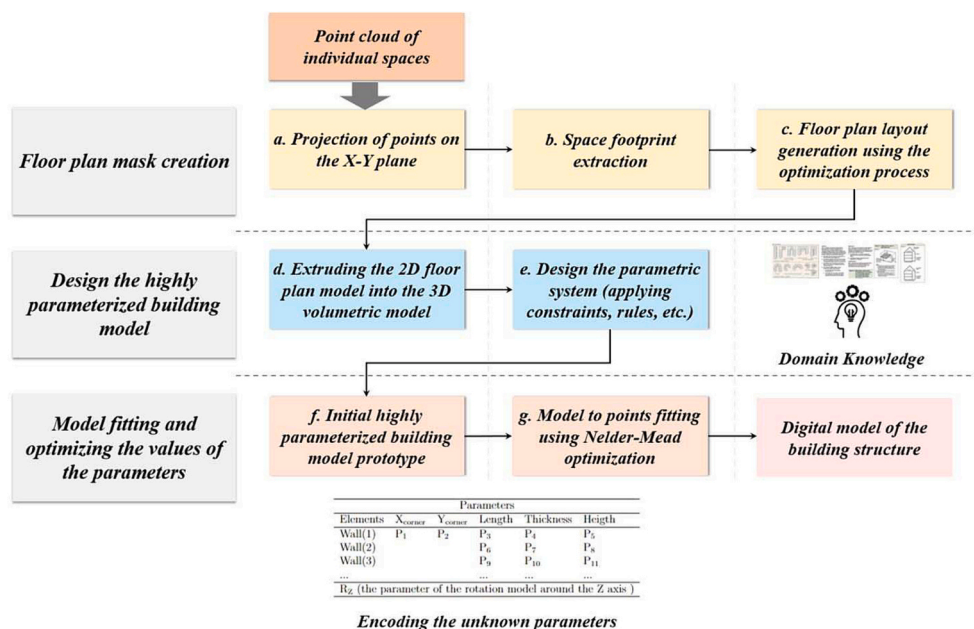 Point cloud of
individual spaces
Floor plan mask creation
a. Projection of points on
the X-Y plane
b. Space footprint
extraction
c. Floor plan layout
generation using the
optimization process
Design the highly
parameterized building
model
d. Extruding the 2D floor
plan model into the 3D
volumetric model
e. Design the parametric
system (applying
constraints, rules, etc.)
Domain Knowledge
Model fitting and
optimizing the values of
the parameters
f. Initial highly
parameterized building
model prototype
g. Model to points fitting
using Nelder-Mead
optimization
Digital model of the
building structure
Parameters
Elements X_corner Y_corner Length Thickness Heigth
Wall(1) P₁ P₂ P₃ P₄ P₅
Wall(2) P₆ P₇ P₈
Wall(3) P₉ P₁₀ P₁₁
... ... ... ...
R_Z (the parameter of the rotation model around the Z axis )
Encoding the unknown parameters